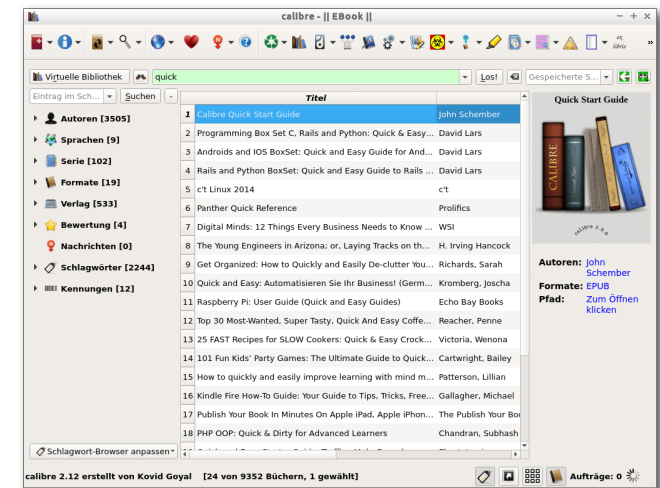 calibre - || EBook ||
ex libris
Virtuelle Bibliothek
quick
Los!
Gespeicherte S...
Eintrag im Sch...
Suchen
Autoren [3505]
Sprachen [9]
Serie [102]
Formate [19]
Verlag [533]
Bewertung [4]
Nachrichten [0]
Schlagwörter [2244]
Kennungen [12]
Schlagwort-Browser anpassen
Titel
1 Calibre Quick Start Guide John Schember
2 Programming Box Set C, Rails and Python: Quick & Easy... David Lars
3 Androids and IOS BoxSet: Quick and Easy Guide for And... David Lars
4 Rails and Python BoxSet: Quick and Easy Guide to Rails ... David Lars
5 c't Linux 2014 c't
6 Panther Quick Reference Prolifics
7 Digital Minds: 12 Things Every Business Needs to Know ... WSI
8 The Young Engineers in Arizona; or, Laying Tracks on th... H. Irving Hancock
9 Get Organized: How to Quickly and Easily De-clutter You... Richards, Sarah
10 Quick and Easy: Automatisieren Sie Ihr Business! (Germ... Kromberg, Joscha
11 Raspberry Pi: User Guide (Quick and Easy Guides) Echo Bay Books
12 Top 30 Most-Wanted, Super Tasty, Quick And Easy Coffe... Reacher, Penne
13 25 FAST Recipes for SLOW Cookers: Quick & Easy Crock... Victoria, Wenona
14 101 Fun Kids' Party Games: The Ultimate Guide to Quick... Cartwright, Bailey
15 How to quickly and easily improve learning with mind m... Patterson, Lillian
16 Kindle Fire How-To Guide: Your Guide to Tips, Tricks, Free... Gallagher, Michael
17 Publish Your Book In Minutes On Apple iPad, Apple iPhon... The Publish Your Bo
18 PHP OOP: Quick & Dirty for Advanced Learners Chandran, Subhash
Quick Start Guide
CALIBRE
calibre 2.8.0
Autoren: John Schember
Formate: EPUB
Pfad: Zum Öffnen klicken
calibre 2.12 erstellt von Kovid Goyal [24 von 9352 Büchern, 1 gewählt]
Aufträge: 0